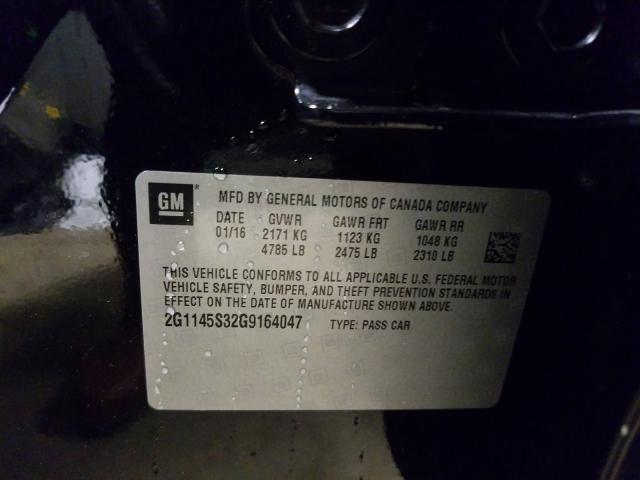 GM
MFD BY GENERAL MOTORS OF CANADA COMPANY
DATE GVWR GAWR FRT GAWR RR
01/16 2171 KG 1123 KG 1048 KG
4785 LB 2475 LB 2310 LB
THIS VEHICLE CONFORMS TO ALL APPLICABLE U.S. FEDERAL MOTOR
VEHICLE SAFETY, BUMPER, AND THEFT PREVENTION STANDARDS IN
EFFECT ON THE DATE OF MANUFACTURE SHOWN ABOVE.
2G1145S32G9164047 TYPE: PASS CAR